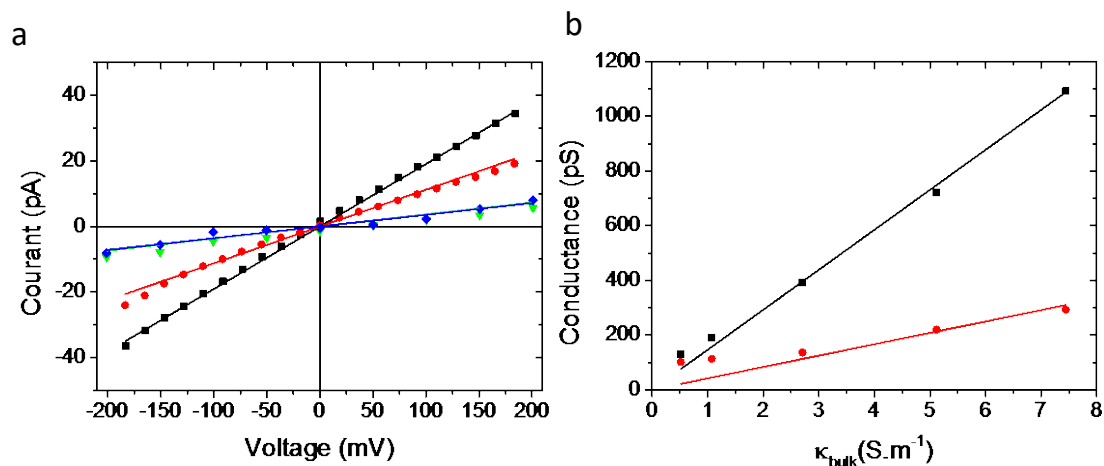 a
Courant (pA)
40
20
0
-20
-40
-200 -150 -100 -50 0 50 100 150 200
Voltage (mV)
b
Conductance (pS)
1200
1000
800
600
400
200
0
0 1 2 3 4 5 6 7 8
κbulk(S.m⁻¹)